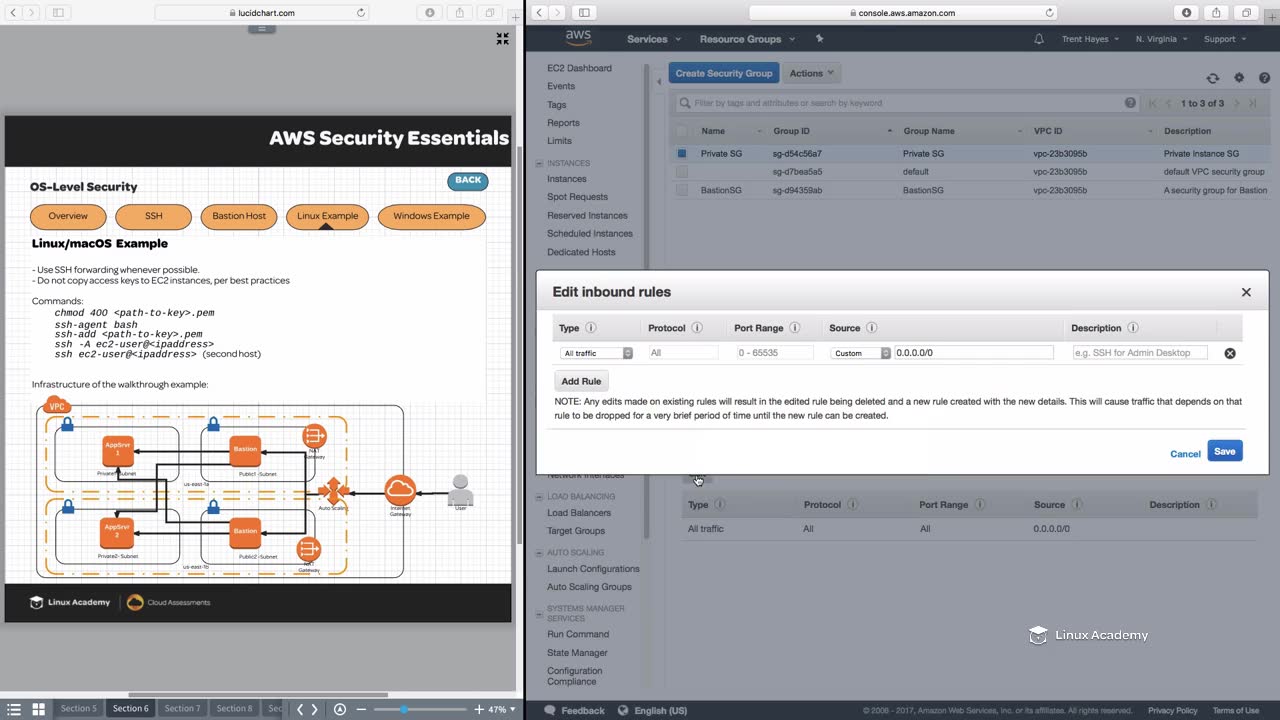 lucidchart.com
AWS Security Essentials
OS-Level Security
BACK
Overview
SSH
Bastion Host
Linux Example
Windows Example
Linux/macOS Example
- Use SSH forwarding whenever possible.
- Do not copy access keys to EC2 instances, per best practices
Commands:
chmod 400 <path-to-key>.pem
ssh-agent bash
ssh-add <path-to-key>.pem
ssh -A ec2-user@<ipaddress>
ssh ec2-user@<ipaddress> (second host)
Infrastructure of the walkthrough example:
VPC
AppSrvr
1
Bastion
NAT
Gateway
Private1-Subnet
Public1 -Subnet
us-east-1a
Auto Scaling
Internet
Gateway
User
AppSrvr
2
Bastion
Private2- Subnet
Public2 -Subnet
us-east-1b
NAT
Gateway
Linux Academy
Cloud Assessments
Section 5
Section 6
Section 7
Section 8
Sec
47%
console.aws.amazon.com
aws
Services
Resource Groups
Trent Hayes
N. Virginia
Support
EC2 Dashboard
Events
Tags
Reports
Limits
INSTANCES
Instances
Spot Requests
Reserved Instances
Scheduled Instances
Dedicated Hosts
Create Security Group
Actions
Filter by tags and attributes or search by keyword
1 to 3 of 3
Name Group ID Group Name VPC ID Description
Private SG sg-d54c56a7 Private SG vpc-23b3095b Private Instance SG
sg-d7bea5a5 default vpc-23b3095b default VPC security group
BastionSG sg-d94359ab BastionSG vpc-23b3095b A security group for Bastion
Edit inbound rules
Type Protocol Port Range Source Description
All traffic All 0 - 65535 Custom 0.0.0.0/0 e.g. SSH for Admin Desktop
Add Rule
NOTE: Any edits made on existing rules will result in the edited rule being deleted and a new rule created with the new details. This will cause traffic that depends on that
rule to be dropped for a very brief period of time until the new rule can be created.
Cancel
Save
Network Interfaces
LOAD BALANCING
Load Balancers
Target Groups
AUTO SCALING
Launch Configurations
Auto Scaling Groups
SYSTEMS MANAGER
SERVICES
Run Command
State Manager
Configuration
Compliance
Type Protocol Port Range Source Description
All traffic All All 0.0.0.0/0
Linux Academy
Feedback
English (US)
© 2006 - 2017, Amazon Web Services, Inc. or its affiliates. All rights reserved.
Privacy Policy
Terms of Use